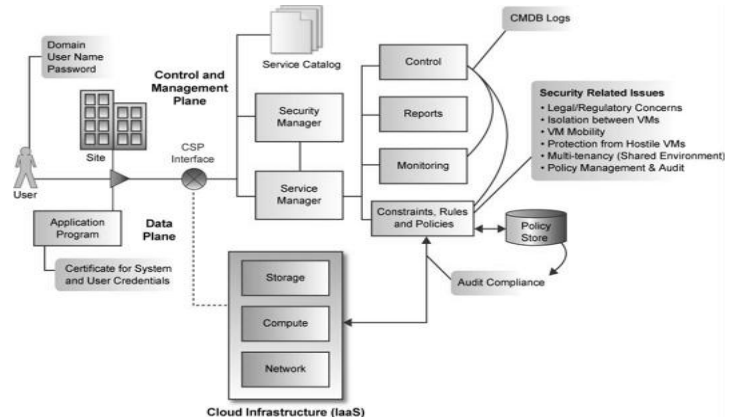 Domain
User Name
Password
Control and
Management
Plane
Service Catalog
Control
CMDB Logs
Security
Manager
Reports
Security Related Issues
• Legal/Regulatory Concerns
• Isolation between VMs
• VM Mobility
• Protection from Hostile VMs
• Multi-tenancy (Shared Environment)
• Policy Management & Audit
Site
CSP
Interface
Monitoring
User
Service
Manager
Application
Program
Data
Plane
Constraints, Rules
and Policies
Policy
Store
Certificate for System
and User Credentials
Storage
Audit Compliance
Compute
Network
Cloud Infrastructure (IaaS)